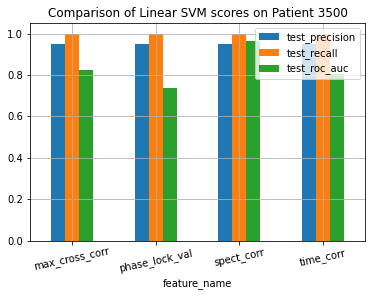 Comparison of Linear SVM scores on Patient 3500
test_precision
test_recall
test_roc_auc
1.0
0.8
0.6
0.4
0.2
0.0
max_cross_corr
phase_lock_val
spect_corr
time_corr
feature_name